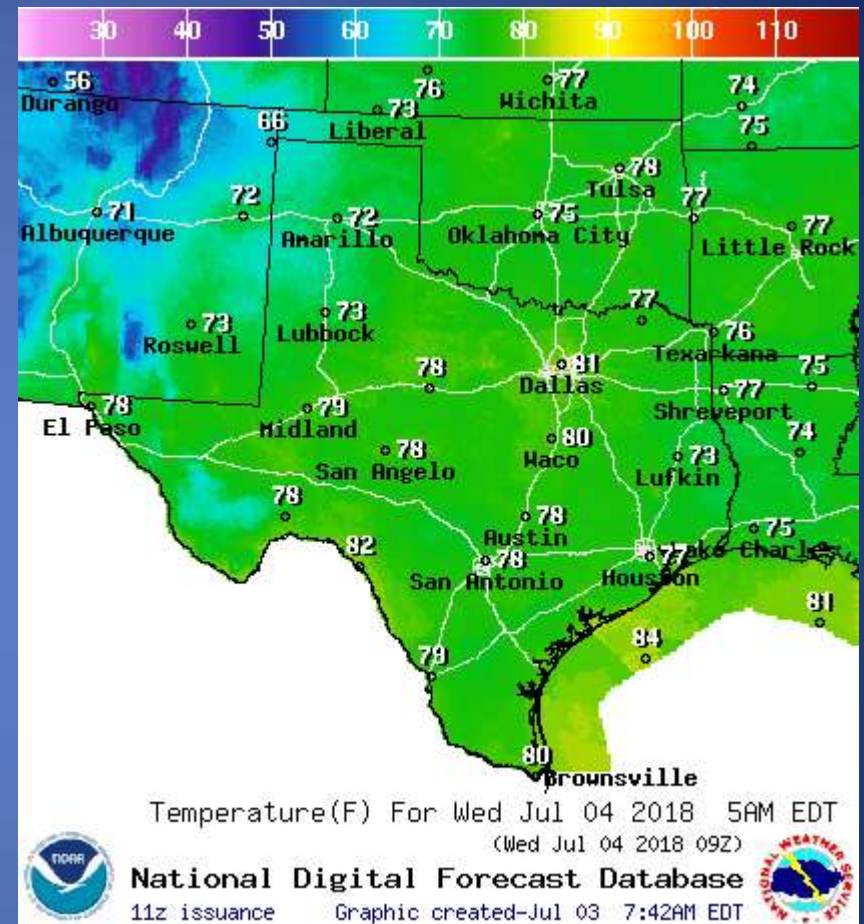 30 40 50 60 70 80 90 100 110
56
Durango
76
77
Wichita
74
73
Liberal
66
75
78
Tulsa
71
Albuquerque
72
72
Amarillo
75
Oklahoma City
77
77
Little Rock
73
Roswell
73
Lubbock
77
76
Texarkana
78
81
Dallas
77
Shreveport
75
78
El Paso
79
Midland
78
San Angelo
80
Waco
73
Lufkin
74
78
78
Austin
75
Lake Charles
82
78
San Antonio
77
Houston
81
84
79
80
Brownsville
Temperature(F) For Wed Jul 04 2018 5AM EDT
(Wed Jul 04 2018 09Z)
NOAA
National Digital Forecast Database
11z issuance Graphic created-Jul 03 7:42AM EDT
NATIONAL WEATHER SERVICE